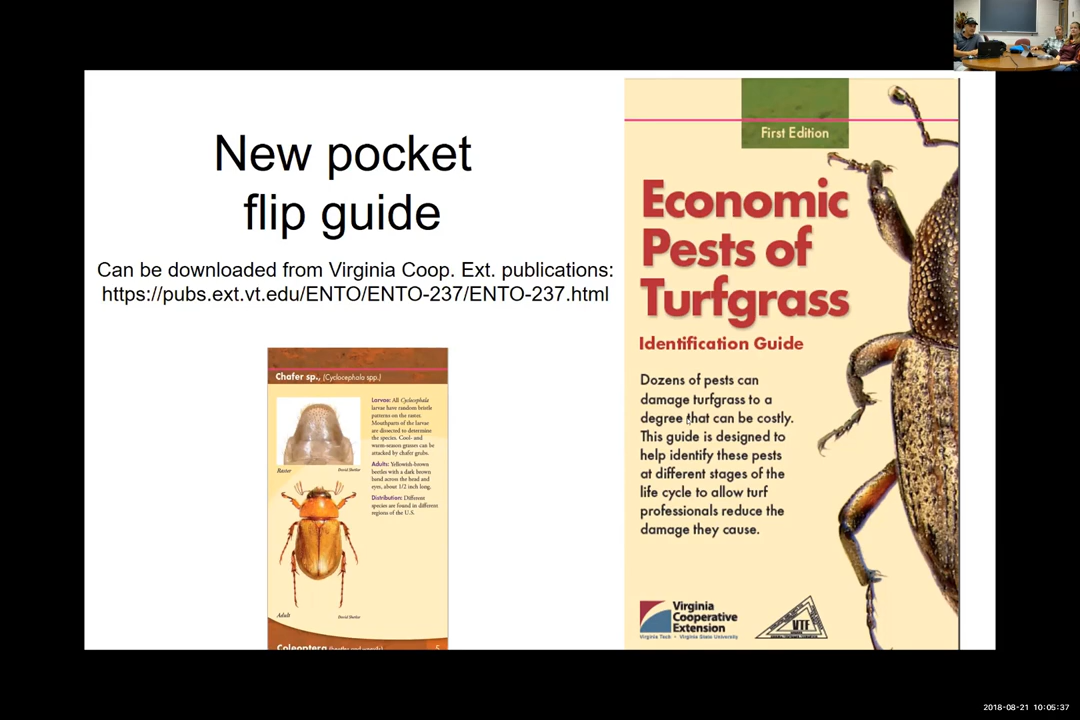 New pocket
flip guide
Can be downloaded from Virginia Coop. Ext. publications:
https://pubs.ext.vt.edu/ENTO/ENTO-237/ENTO-237.html
Chafer sp., (Cyclocephala spp.)
Larvae: All Cyclocephala
larvae have random bristle
patterns on the raster.
Mouthparts of the larvae
are dissected to determine
the species. Cool- and
warm-season grasses can be
attacked by chafer grubs.
Raster
David Shetlar
Adults: Yellowish-brown
beetles with a dark brown
band across the head and
eyes, about 1/2 inch long.
Distribution: Different
species are found in different
regions of the U.S.
Adult
David Shetlar
Coleoptera (beetles and weevils)
5
First Edition
Economic
Pests of
Turfgrass
Identification Guide
Dozens of pests can
damage turfgrass to a
degree that can be costly.
This guide is designed to
help identify these pests
at different stages of the
life cycle to allow turf
professionals reduce the
damage they cause.
Virginia
Cooperative
Extension
Virginia Tech • Virginia State University
VTF
2018-08-21 10:05:37